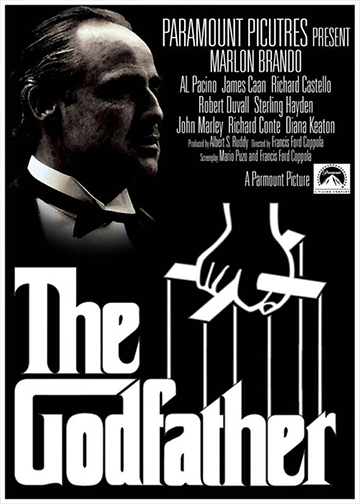 PARAMOUNT PICUTRES PRESENT
MARLON BRANDO
AL Pacino James Caan Richard Castello
Robert Duvall Sterling Hayden
John Marley Richard Conte Diana Keaton
Produced by Albert S. Ruddy Directed by Francis Ford Coppola
Screenplay Mario Puzo and Francis Ford Coppola
A Parmount Picture
Paramount
The
Godfather